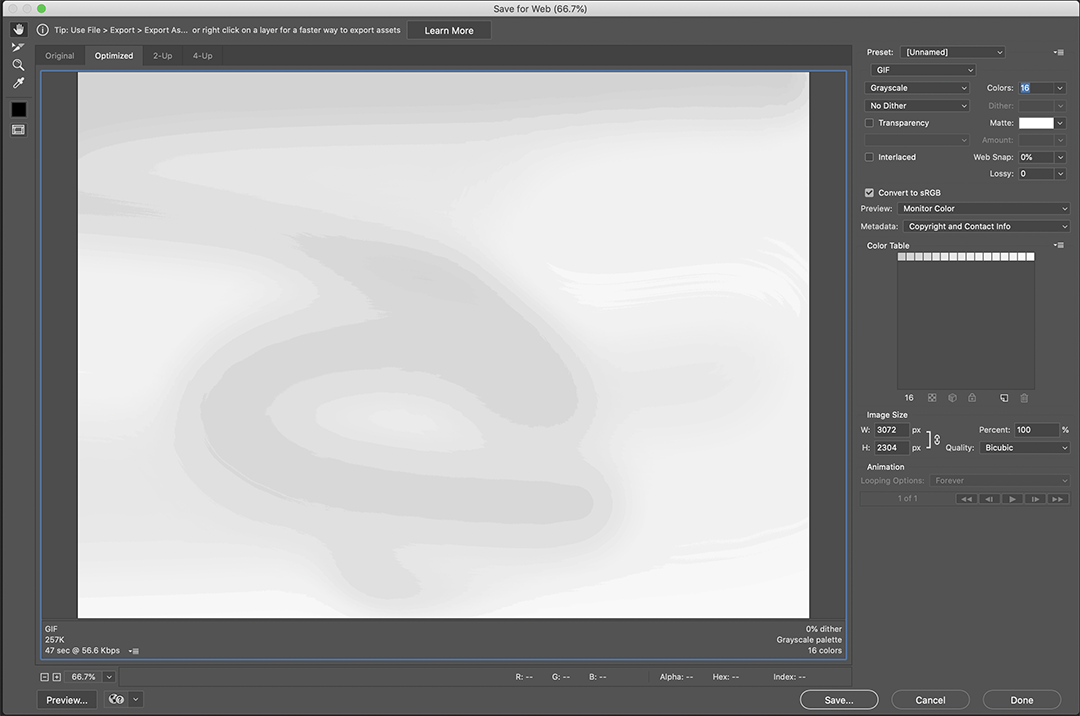 Save for Web (66.7%)
Tip: Use File > Export > Export As... or right click on a layer for a faster way to export assets Learn More
Original Optimized 2-Up 4-Up
Preset: [Unnamed]
GIF
Grayscale Colors: 16
No Dither Dither:
Transparency Matte:
Amount:
Interlaced Web Snap: 0%
Lossy: 0
Convert to sRGB
Preview: Monitor Color
Metadata: Copyright and Contact Info
Color Table
16
Image Size
W: 3072 px Percent: 100 %
H: 2304 px Quality: Bicubic
Animation
Looping Options: Forever
1 of 1
GIF 0% dither
257K Grayscale palette
47 sec @ 56.6 Kbps 16 colors
66.7% R: -- G: -- B: -- Alpha: -- Hex: -- Index: --
Preview... Save... Cancel Done